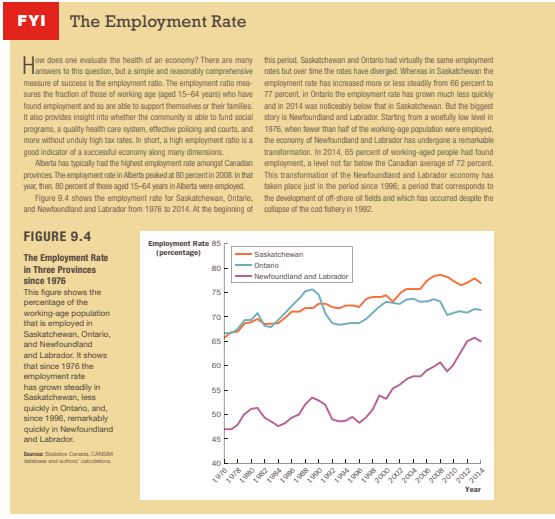 FYI
The Employment Rate
How does one evaluate the health of an economy? There are many
answers to this question, but a simple and reasonably comprehensive
measure of success is the employment ratio. The employment ratio mea-
sures the fraction of those of working age (aged 15–64 years) who have
found employment and so are able to support themselves or their families.
It also provides insight into whether the community is able to fund social
programs, a quality health care system, effective policing and courts, and
more without unduly high tax rates. In short, a high employment ratio is a
good indicator of a successful economy along many dimensions.
Alberta has typically had the highest employment rate amongst Canadian
provinces. The employment rate in Alberta peaked at 80 percent in 2008. In that
year, then, 80 percent of those aged 15–64 years in Alberta were employed.
Figure 9.4 shows the employment rate for Saskatchewan, Ontario,
and Newfoundland and Labrador from 1976 to 2014. At the beginning of
this period, Saskatchewan and Ontario had virtually the same employment
rates but over time the rates have diverged. Whereas in Saskatchewan the
employment rate has increased more or less steadily from 66 percent to
77 percent, in Ontario the employment rate has grown much less quickly
and in 2014 was noticeably below that in Saskatchewan. But the biggest
story is Newfoundland and Labrador. Starting from a woefully low level in
1976, when fewer than half of the working-age population were employed,
the economy of Newfoundland and Labrador has undergone a remarkable
transformation. In 2014, 65 percent of working-aged people had found
employment, a level not far below the Canadian average of 72 percent.
This transformation of the Newfoundland and Labrador economy has
taken place just in the period since 1996; a period that corresponds to
the development of off-shore oil fields and which has occurred despite the
collapse of the cod fishery in 1992.
FIGURE 9.4
The Employment Rate
in Three Provinces
since 1976
This figure shows the
percentage of the
working-age population
that is employed in
Saskatchewan, Ontario,
and Newfoundland
and Labrador. It shows
that since 1976 the
employment rate
has grown steadily in
Saskatchewan, less
quickly in Ontario, and,
since 1996, remarkably
quickly in Newfoundland
and Labrador.
Sources: Statistics Canada, CANSIM
database and authors' calculations.
Employment Rate
(percentage)
85
80
75
70
65
60
55
50
45
40
Saskatchewan
Ontario
Newfoundland and Labrador
1976 1978 1980 1982 1984 1986 1988 1990 1992 1994 1996 1998 2000 2002 2004 2006 2008 2010 2012 2014
Year